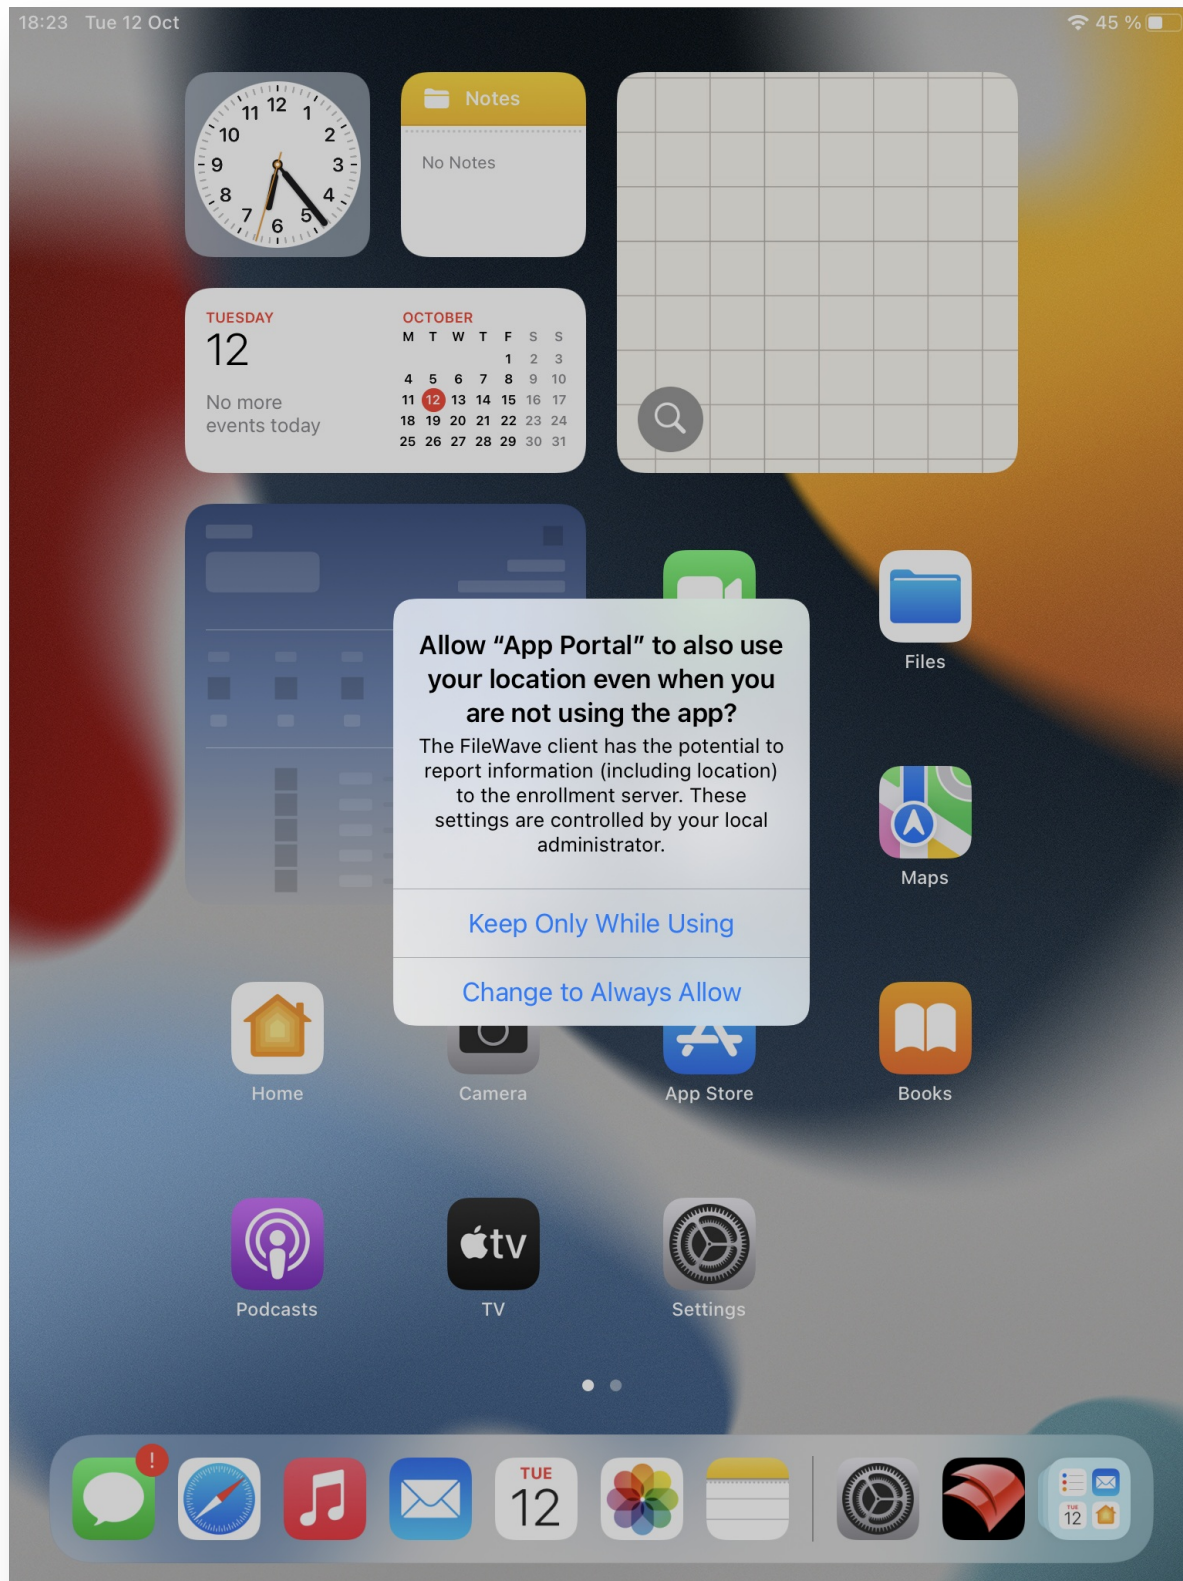 18:23 Tue 12 Oct
45 %
12
1
2
3
4
5
6
7
8
9
10
11
Notes
No Notes
TUESDAY
12
No more
events today
OCTOBER
M T W T F S S
1 2 3
4 5 6 7 8 9 10
11 12 13 14 15 16 17
18 19 20 21 22 23 24
25 26 27 28 29 30 31
Files
Allow “App Portal” to also use
your location even when you
are not using the app?
The FileWave client has the potential to
report information (including location)
to the enrollment server. These
settings are controlled by your local
administrator.
Keep Only While Using
Change to Always Allow
Maps
Home
Camera
App Store
Books
tv
Podcasts
TV
Settings
!
TUE
12
TUE
12